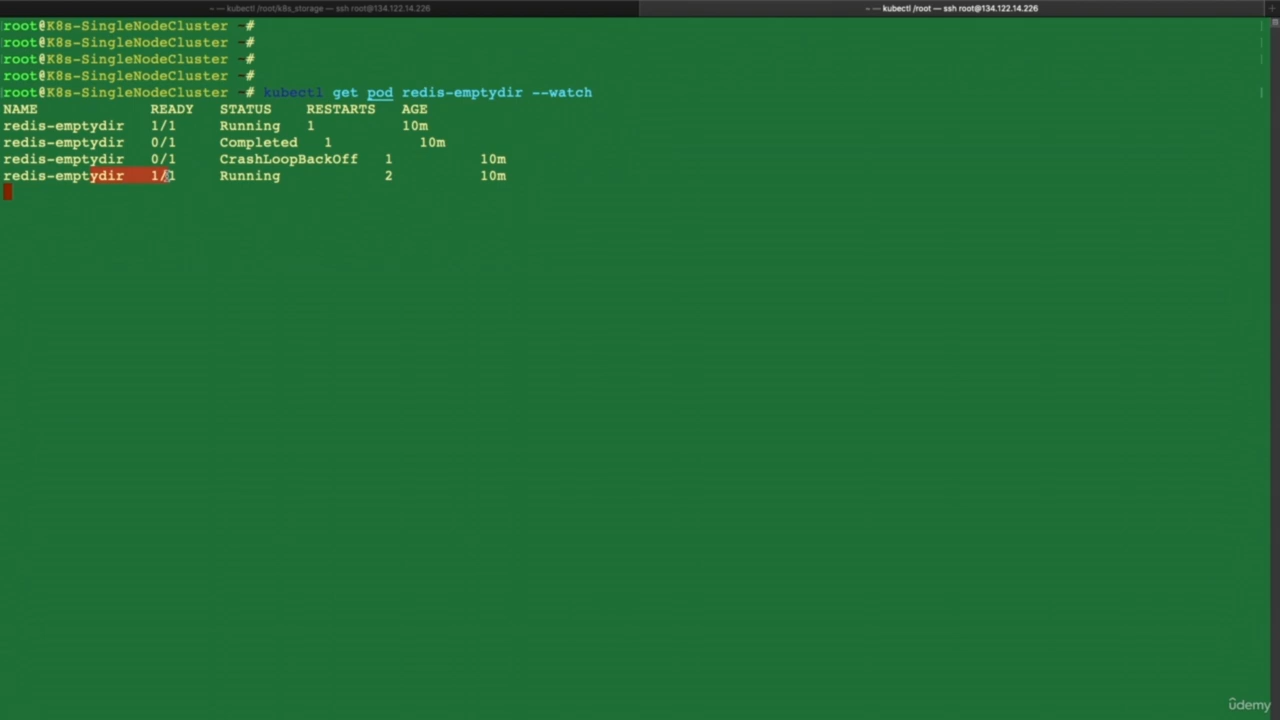 ~ — kubectl /root/k8s_storage — ssh root@134.122.14.226
~ — kubectl /root — ssh root@134.122.14.226
root@K8s-SingleNodeCluster ~#
root@K8s-SingleNodeCluster ~#
root@K8s-SingleNodeCluster ~#
root@K8s-SingleNodeCluster ~#
root@K8s-SingleNodeCluster ~# kubectl get pod redis-emptydir --watch
NAME READY STATUS RESTARTS AGE
redis-emptydir 1/1 Running 1 10m
redis-emptydir 0/1 Completed 1 10m
redis-emptydir 0/1 CrashLoopBackOff 1 10m
redis-emptydir 1/1 Running 2 10m
ûdemy